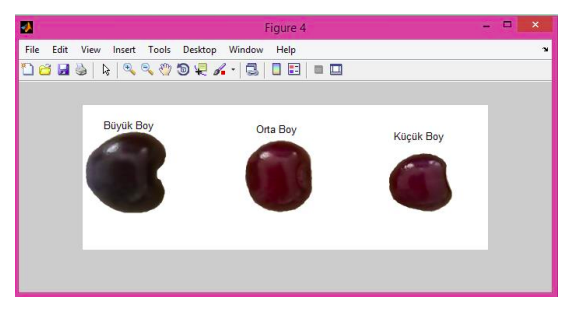 Figure 4
File Edit View Insert Tools Desktop Window Help
Büyük Boy
Orta Boy
Küçük Boy